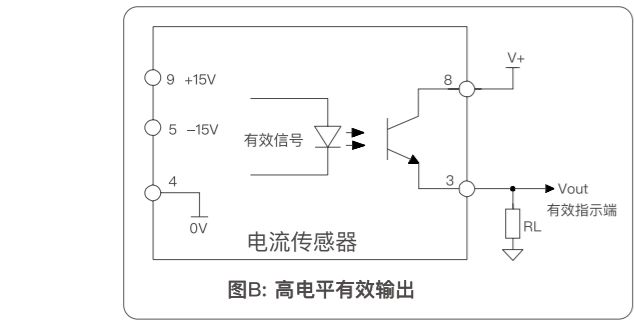 V+
9 +15V
8
5 -15V
有效信号
4
3
Vout
有效指示端
0V
RL
电流传感器
图B: 高电平有效输出